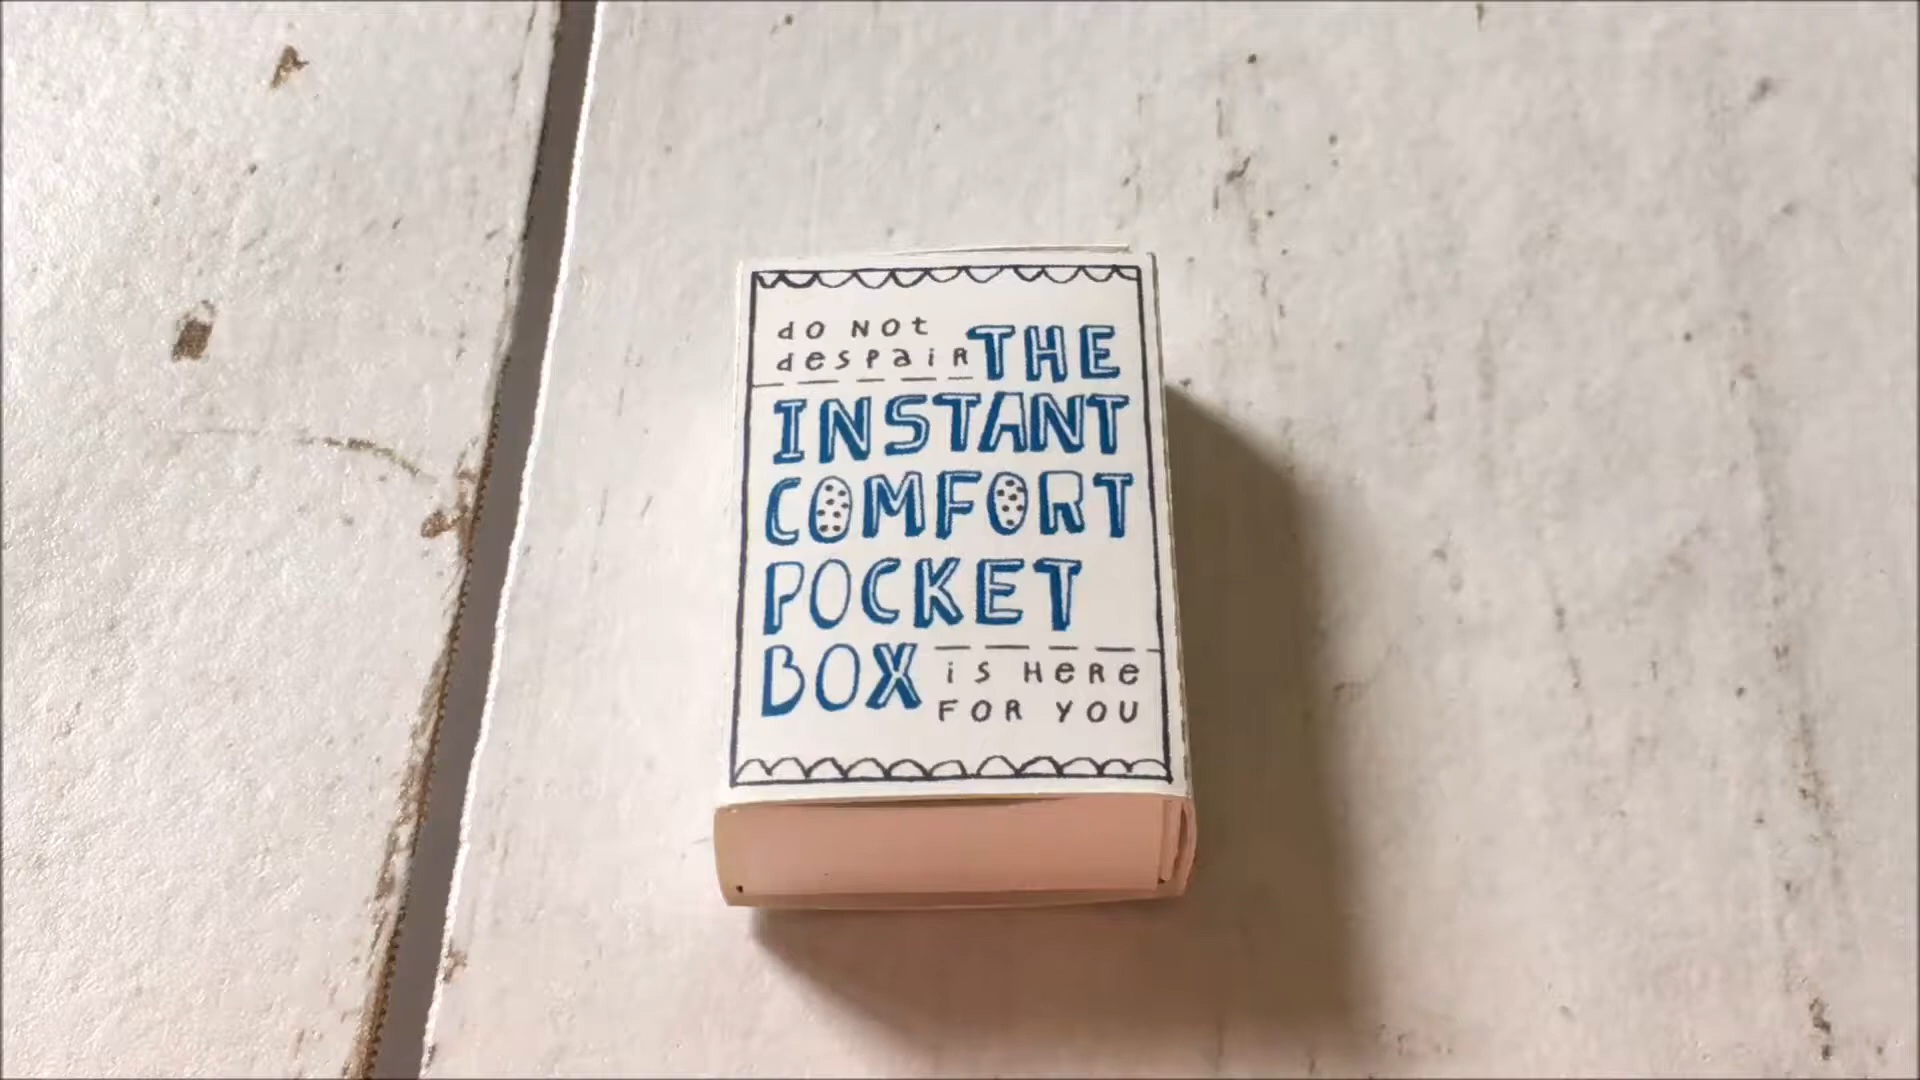 dO NOt
despaiR THE
INSTANT
COMFORT
POCKET
BOX iS HeRe
FOR YOU